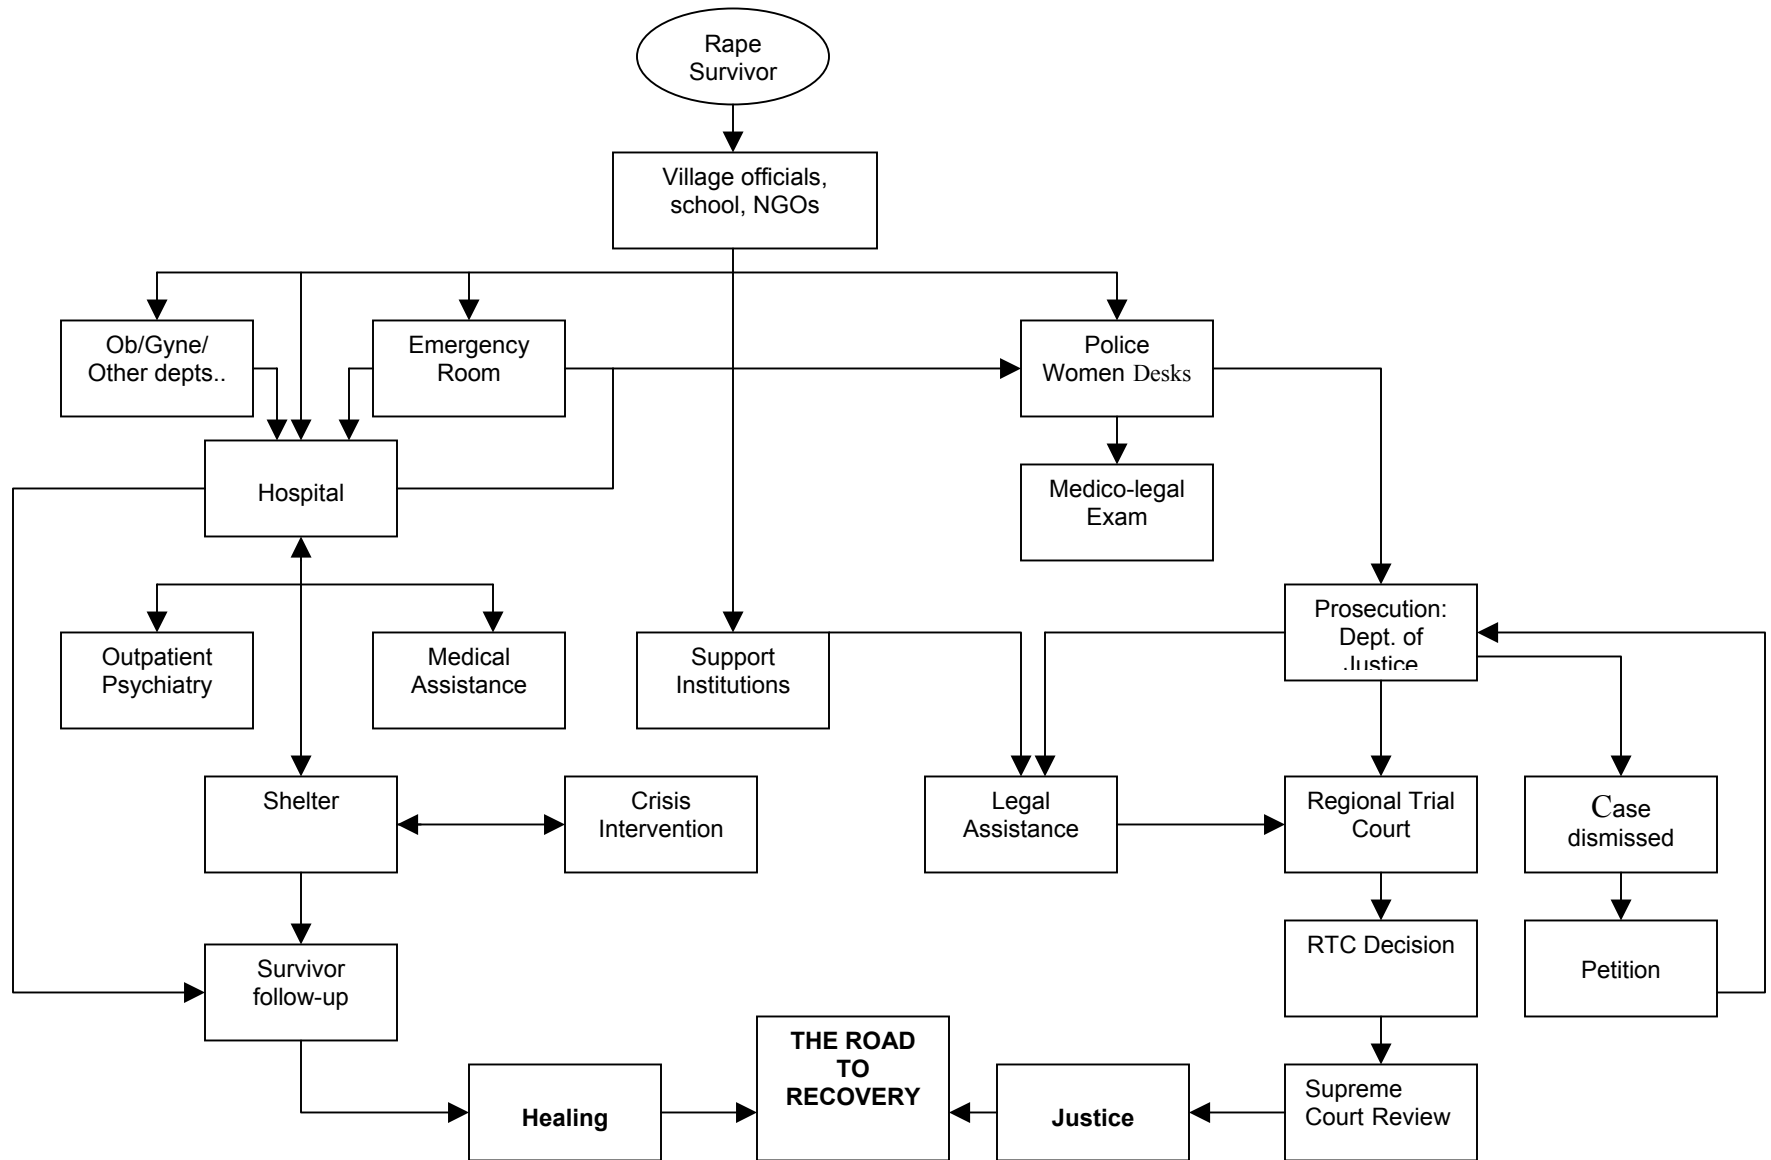 Rape
Survivor
Village officials,
school, NGOs
Ob/Gyne/
Other depts..
Emergency
Room
Police
Women Desks
Hospital
Medico-legal
Exam
Outpatient
Psychiatry
Medical
Assistance
Support
Institutions
Prosecution:
Dept. of
Justice
Shelter
Crisis
Intervention
Legal
Assistance
Regional Trial
Court
Case
dismissed
Survivor
follow-up
RTC Decision
Petition
Healing
THE ROAD
TO
RECOVERY
Justice
Supreme
Court Review